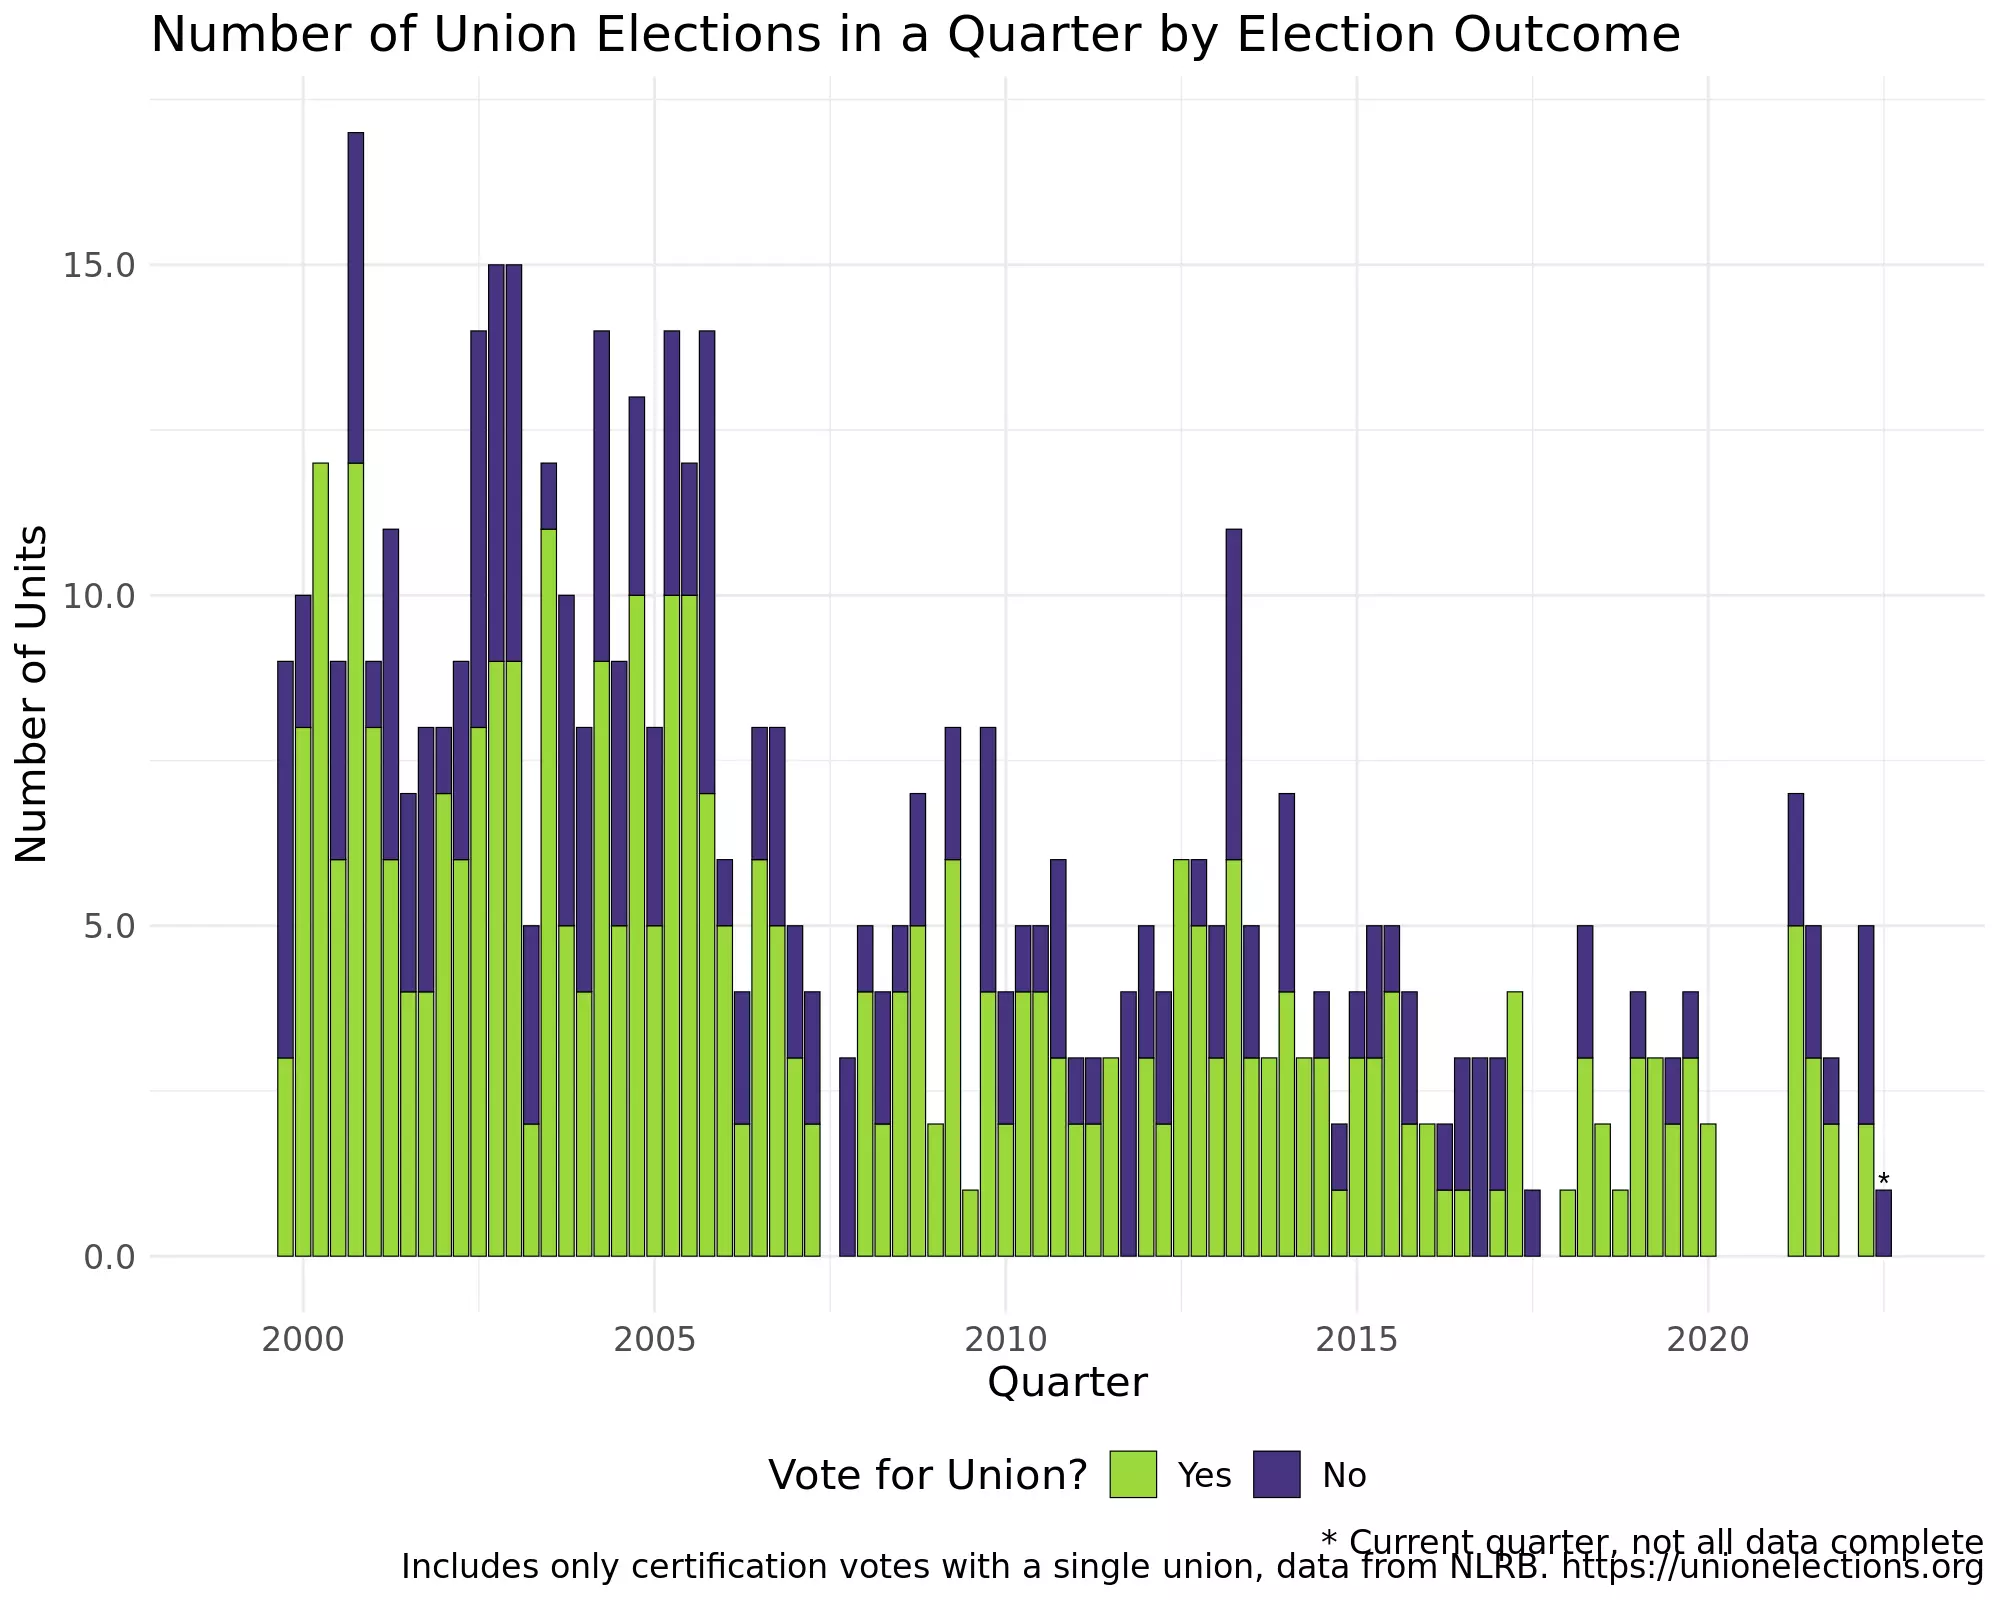 Number of Union Elections in a Quarter by Election Outcome
Number of Units
15.0
10.0
5.0
0.0
*
2000 2005 2010 2015 2020
Quarter
Vote for Union? Yes No
* Current quarter, not all data complete
Includes only certification votes with a single union, data from NLRB. https://unionelections.org